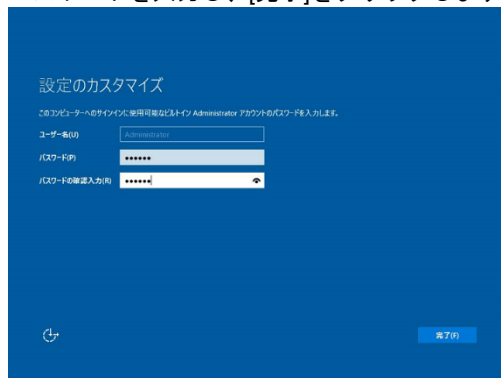 設定のカスタマイズ
このコンピューターへのサインインに使用可能なビルトイン Administrator アカウントのパスワードを入力します。
ユーザー名(U) Administrator
パスワード(P) ●●●●●●
パスワードの確認入力(R) ●●●●●●
完了(F)